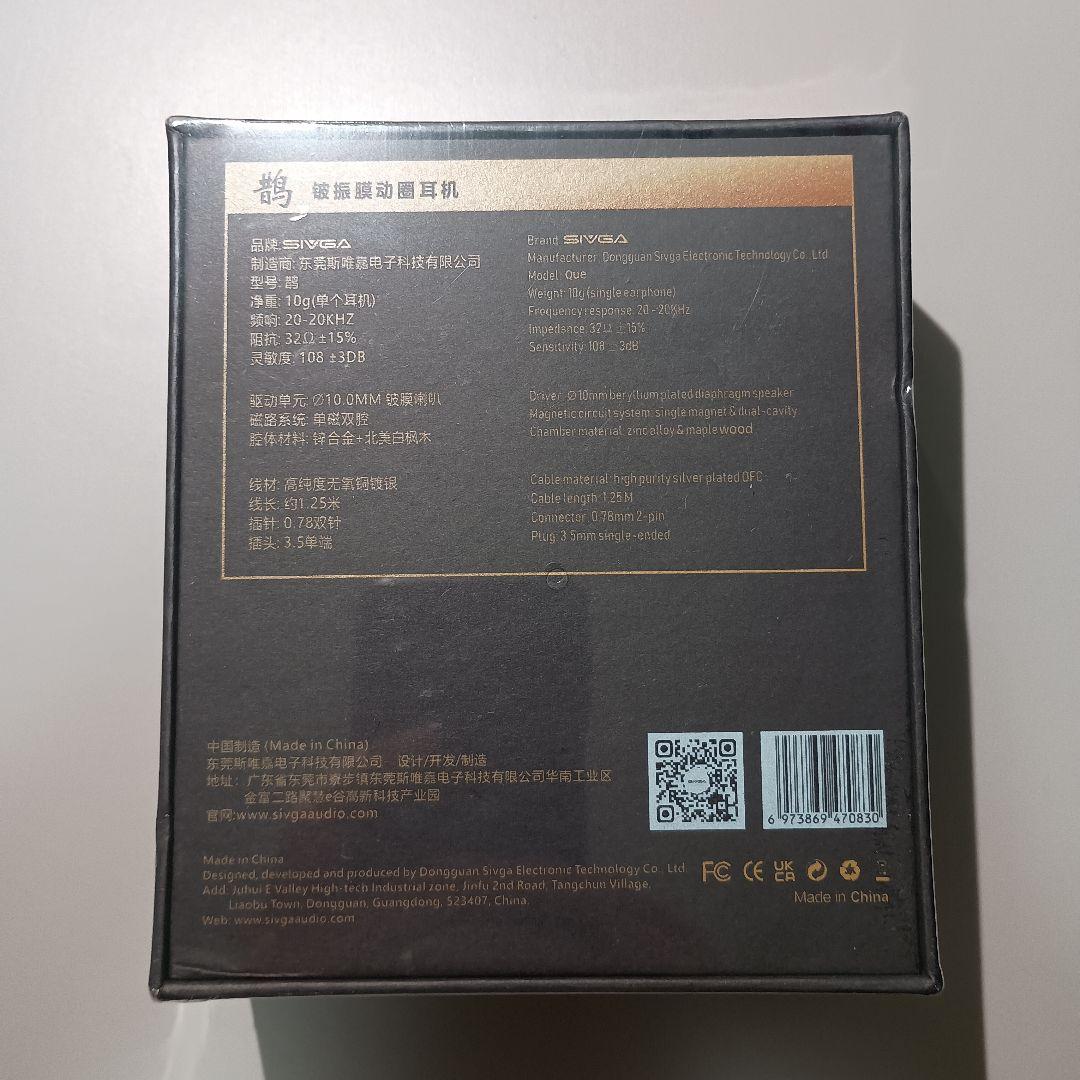 鹊 铍振膜动圈耳机
品牌: SIVGA
制造商: 东莞斯唯嘉电子科技有限公司
型号: 鹊
净重: 10g(单个耳机)
频响: 20-20KHZ
阻抗: 32Ω ±15%
灵敏度: 108 ±3DB
驱动单元: Ø10.0MM 铍膜喇叭
磁路系统: 单磁双腔
腔体材料: 锌合金+北美白枫木
线材: 高纯度无氧铜镀银
线长: 约1.25米
插针: 0.78双针
插头: 3.5单端
Brand: SIVGA
Manufacturer: Dongguan Sivga Electronic Technology Co., Ltd
Model: Que
Weight: 10g (single earphone)
Frequency response: 20 - 20KHz
Impedance: 32Ω ±15%
Sensitivity: 108 ± 3dB
Driver: Ø10mm beryllium plated diaphragm speaker
Magnetic circuit system: single magnet & dual-cavity
Chamber material: zinc alloy & maple wood
Cable material: high purity silver plated OFC
Cable length: 1.25 M
Connector: 0.78mm 2-pin
Plug: 3.5mm single-ended
中国制造 (Made in China)
东莞斯唯嘉电子科技有限公司 设计/开发/制造
地址: 广东省东莞市寮步镇东莞斯唯嘉电子科技有限公司华南工业区
金富二路聚慧e谷高新科技产业园
官网:www.sivgaaudio.com
SIVGA
6 973869 470830
Made in China
Designed, developed and produced by Dongguan Sivga Electronic Technology Co., Ltd.
Add: Juhui E Valley High-tech Industrial zone, Jinfu 2nd Road, Tangchun Village,
Liaobu Town, Dongguan, Guangdong, 523407, China.
Web: www.sivgaaudio.com
FC CE UK CA
Made in China